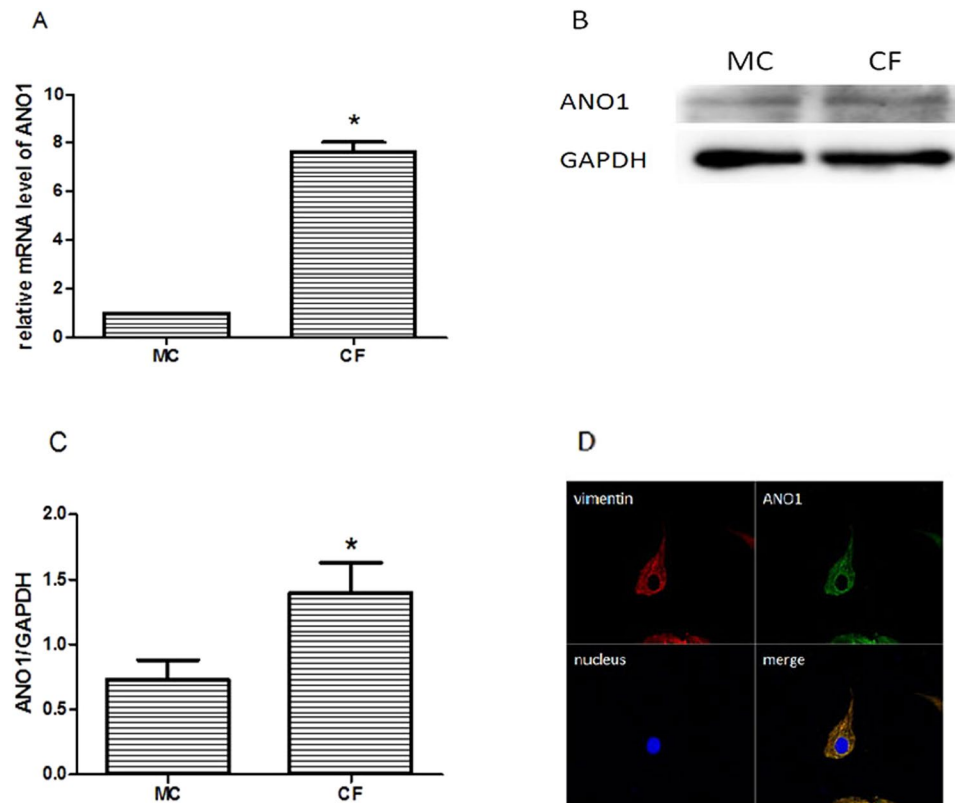 A
relative mRNA level of ANO1
10
8
6
4
2
0
*
MC
CF
B
MC
CF
ANO1
GAPDH
C
ANO1/GAPDH
2.0
1.5
1.0
0.5
0.0
*
MC
CF
D
vimentin
ANO1
nucleus
merge